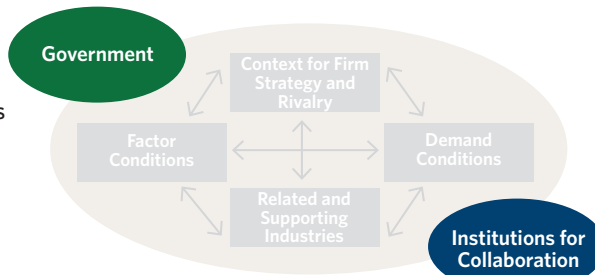 Government
Context for Firm
Strategy and
Rivalry
s
Factor
Conditions
Demand
Conditions
Related and
Supporting
Industries
Institutions for
Collaboration